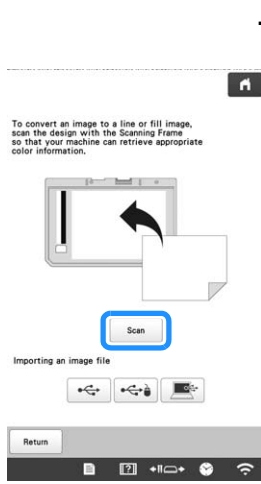 To convert an image to a line or fill image,
scan the design with the Scanning Frame
so that your machine can retrieve appropriate
color information.
Scan
Importing an image file
Return
[?]